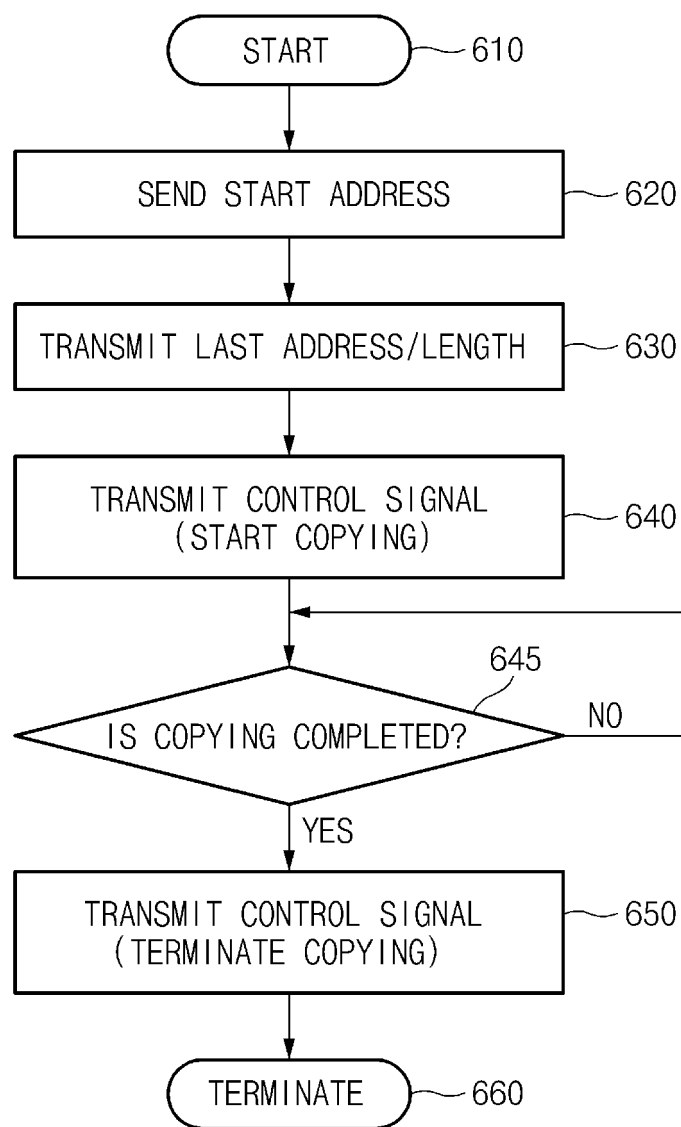 START
610
SEND START ADDRESS
620
TRANSMIT LAST ADDRESS/LENGTH
630
TRANSMIT CONTROL SIGNAL
(START COPYING)
640
645
IS COPYING COMPLETED?
NO
YES
TRANSMIT CONTROL SIGNAL
(TERMINATE COPYING)
650
TERMINATE
660